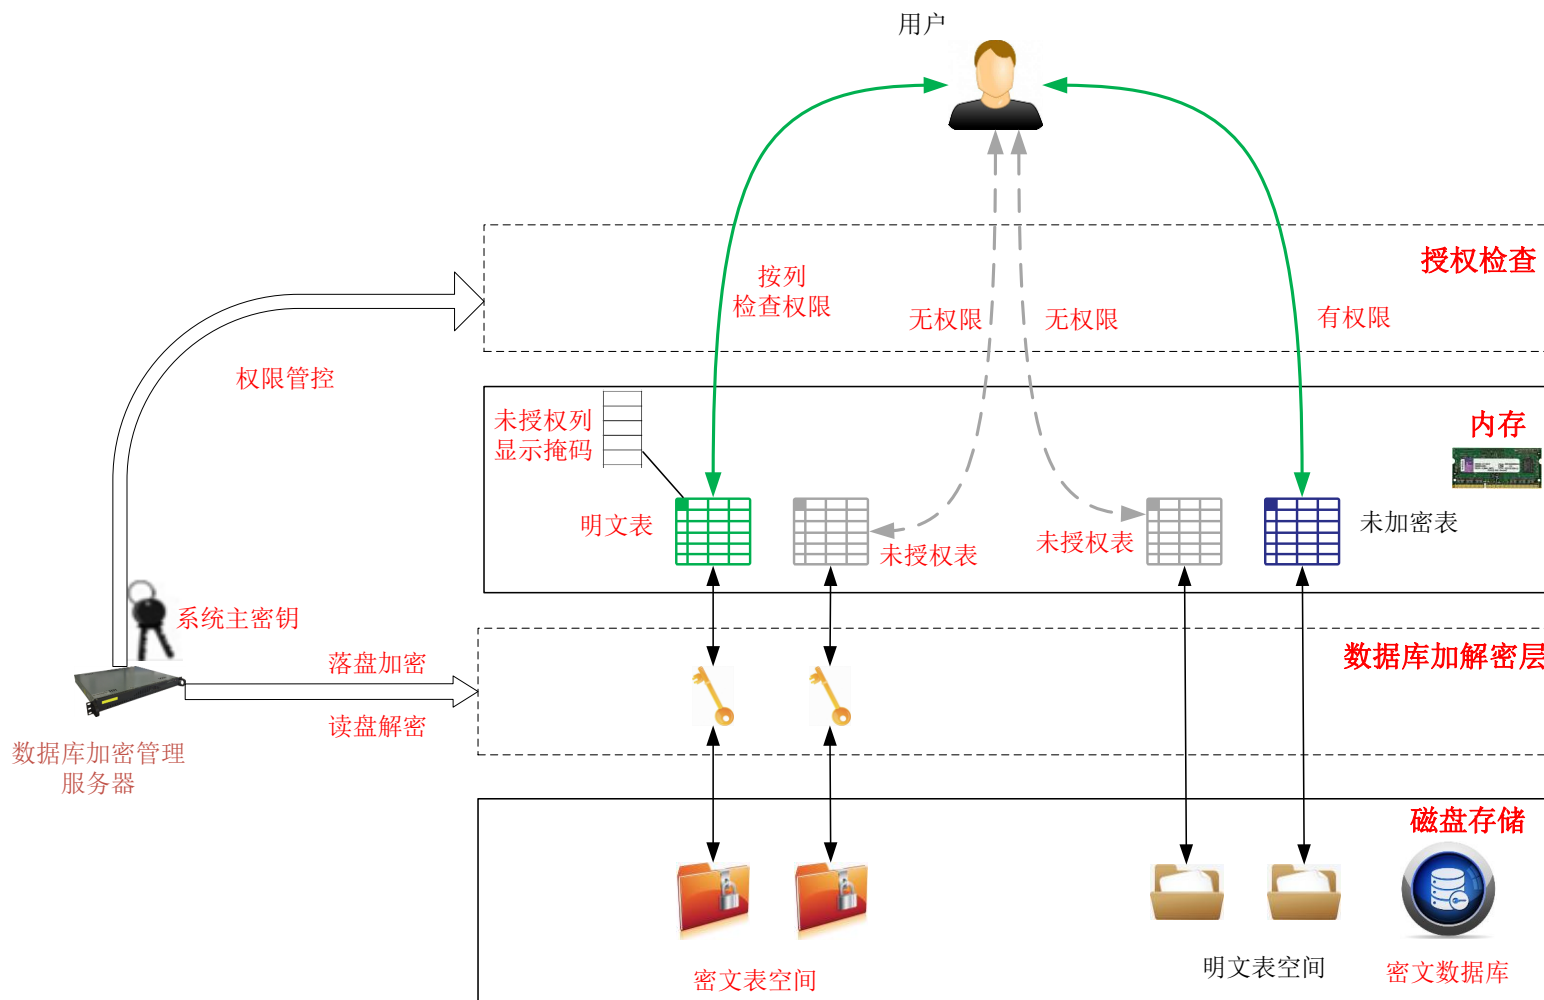 用户
授权检查
按列
检查权限
无权限
无权限
有权限
权限管控
内存
未授权列
显示掩码
明文表
未授权表
未授权表
未加密表
系统主密钥
落盘加密
读盘解密
数据库加解密层
数据库加密管理
服务器
磁盘存储
密文表空间
明文表空间
密文数据库